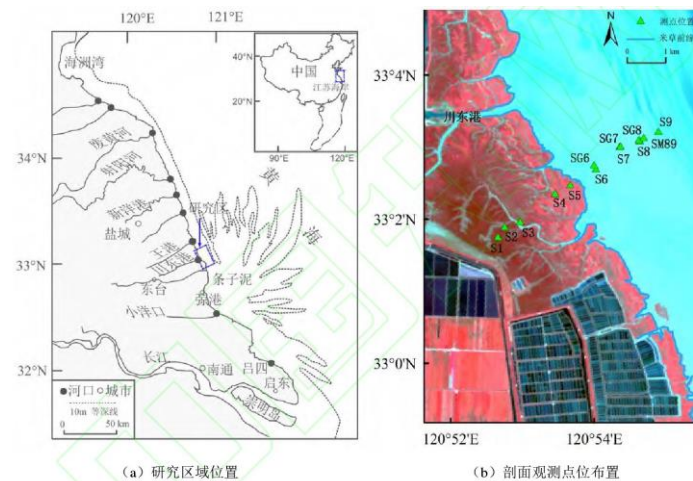 120°E
121°E
海洲湾
40°N
中国
江苏海岸
20°N
90°E
120°E
废黄河
34°N
射阳河
黄
新洋港
研究区
海
盐城
王港
川东港
33°N
条子泥
东台
弶港
小洋口
32°N
长江
南通
吕四
启东
崇明岛
河口 城市
10m 等深线
0 50 km
(a) 研究区域位置
N
测点位置
米草前缘
0 1 km
33°4′
川东港
S9
SG8
SG7
SM89
S8
S7
SG6
S6
S5
S4
33°2′
S3
S2
S1
33°0′
120°52′
120°54′
(b) 剖面观测点位布置